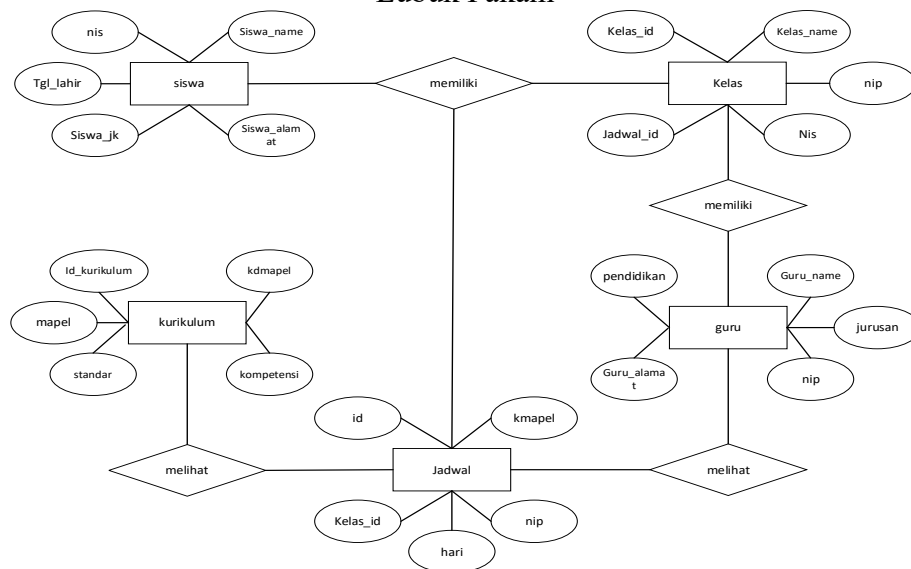 nis
Siswa_name
Kelas_id
Kelas_name
Tgl_lahir
siswa
memiliki
Kelas
nip
Siswa_jk
Siswa_alam
at
Jadwal_id
Nis
memiliki
Id_kurikulum
kdmapel
pendidikan
Guru_name
mapel
kurikulum
guru
jurusan
standar
kompetensi
Guru_alama
t
nip
id
kmapel
melihat
Jadwal
melihat
Kelas_id
nip
hari